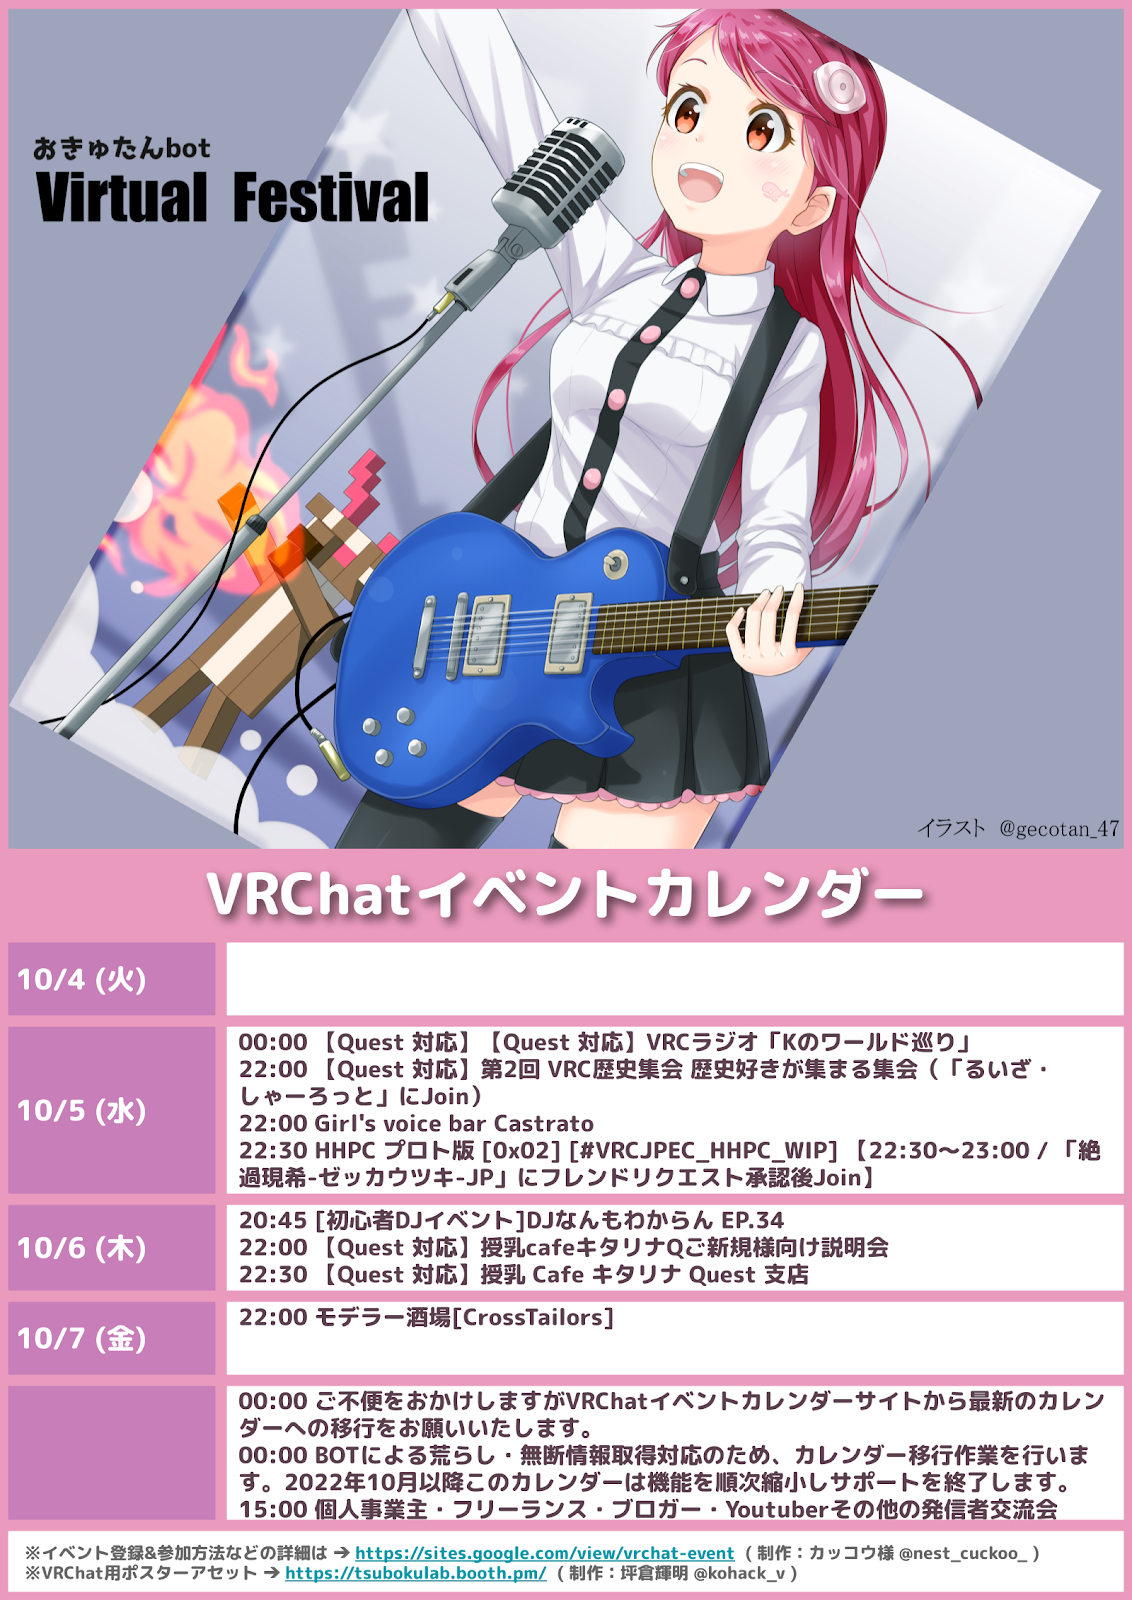 おきゅたんbot
Virtual Festival
イラスト @gecotan_47
VRChatイベントカレンダー
10/4 (火)
10/5 (水)
00:00 【Quest 対応】【Quest 対応】VRCラジオ「Kのワールド巡り」
22:00 【Quest 対応】第2回 VRC歴史集会 歴史好きが集まる集会（「るいざ・
しゃーろっと」にJoin）
22:00 Girl's voice bar Castrato
22:30 HHPC プロト版 [0x02] [#VRCJPEC_HHPC_WIP] 【22:30〜23:00 / 「絶
過現希-ゼッカウツキ-JP」にフレンドリクエスト承認後Join】
10/6 (木)
20:45 [初心者DJイベント]DJなんもわからん EP.34
22:00 【Quest 対応】授乳cafeキタリナQご新規様向け説明会
22:30 【Quest 対応】授乳 Cafe キタリナ Quest 支店
10/7 (金)
22:00 モデラー酒場[CrossTailors]
00:00 ご不便をおかけしますがVRChatイベントカレンダーサイトから最新のカレン
ダーへの移行をお願いいたします。
00:00 BOTによる荒らし・無断情報取得対応のため、カレンダー移行作業を行いま
す。2022年10月以降このカレンダーは機能を順次縮小しサポートを終了します。
15:00 個人事業主・フリーランス・ブロガー・Youtuberその他の発信者交流会
※イベント登録&参加方法などの詳細は → https://sites.google.com/view/vrchat-event （制作：カッコウ様 @nest_cuckoo_ ）
※VRChat用ポスターアセット → https://tsubokulab.booth.pm/ （制作：坪倉輝明 @kohack_v ）